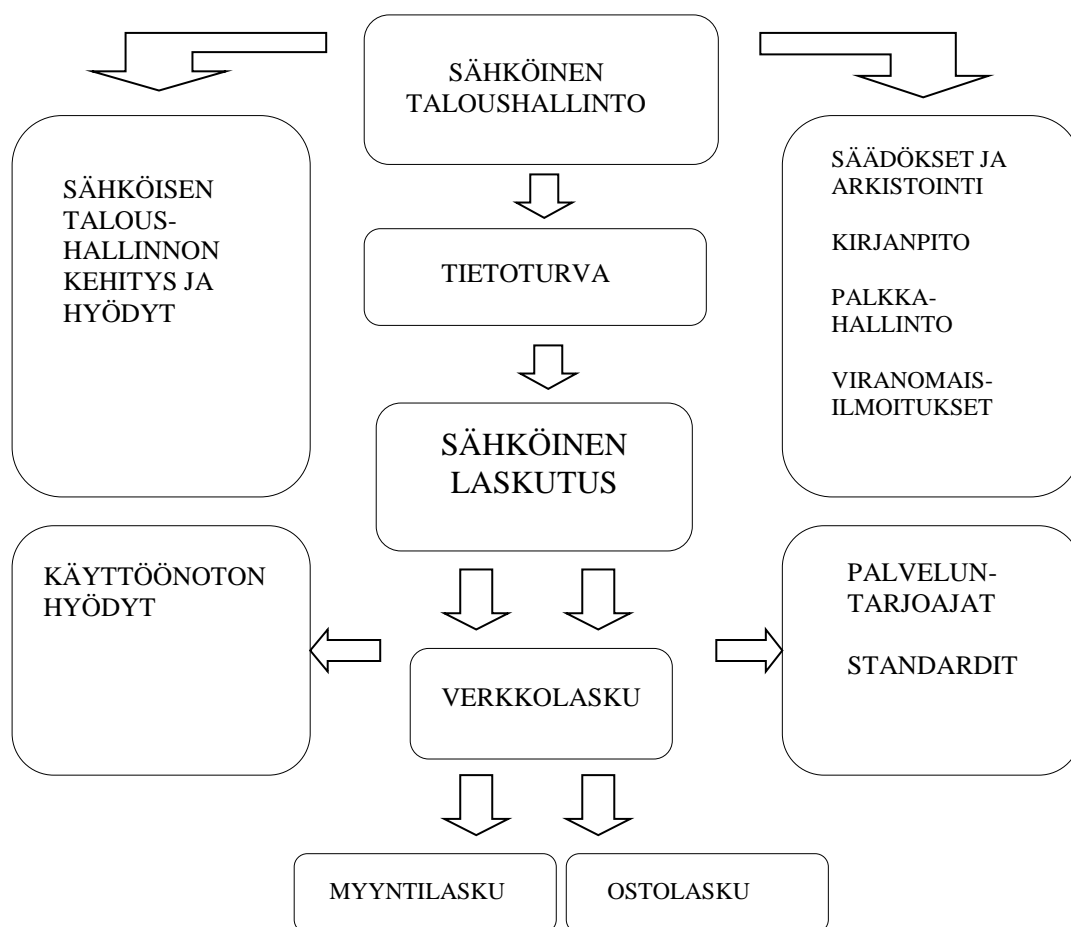 SÄHKÖINEN
TALOUSHALLINTO
SÄHKÖISEN
TALOUS-
HALLINNON
KEHITYS JA
HYÖDYT
SÄÄDÖKSET JA
ARKISTOINTI
KIRJANPITO
PALKKA-
HALLINTO
VIRANOMAIS-
ILMOITUKSET
TIETOTURVA
SÄHKÖINEN
LASKUTUS
KÄYTTÖÖNOTON
HYÖDYT
PALVELUN-
TARJOAJAT
STANDARDIT
VERKKOLASKU
MYYNTILASKU
OSTOLASKU